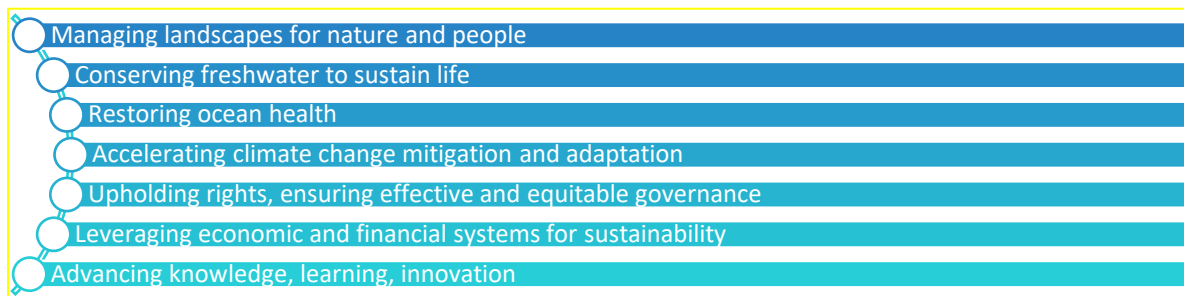 Managing landscapes for nature and people
Conserving freshwater to sustain life
Restoring ocean health
Accelerating climate change mitigation and adaptation
Upholding rights, ensuring effective and equitable governance
Leveraging economic and financial systems for sustainability
Advancing knowledge, learning, innovation